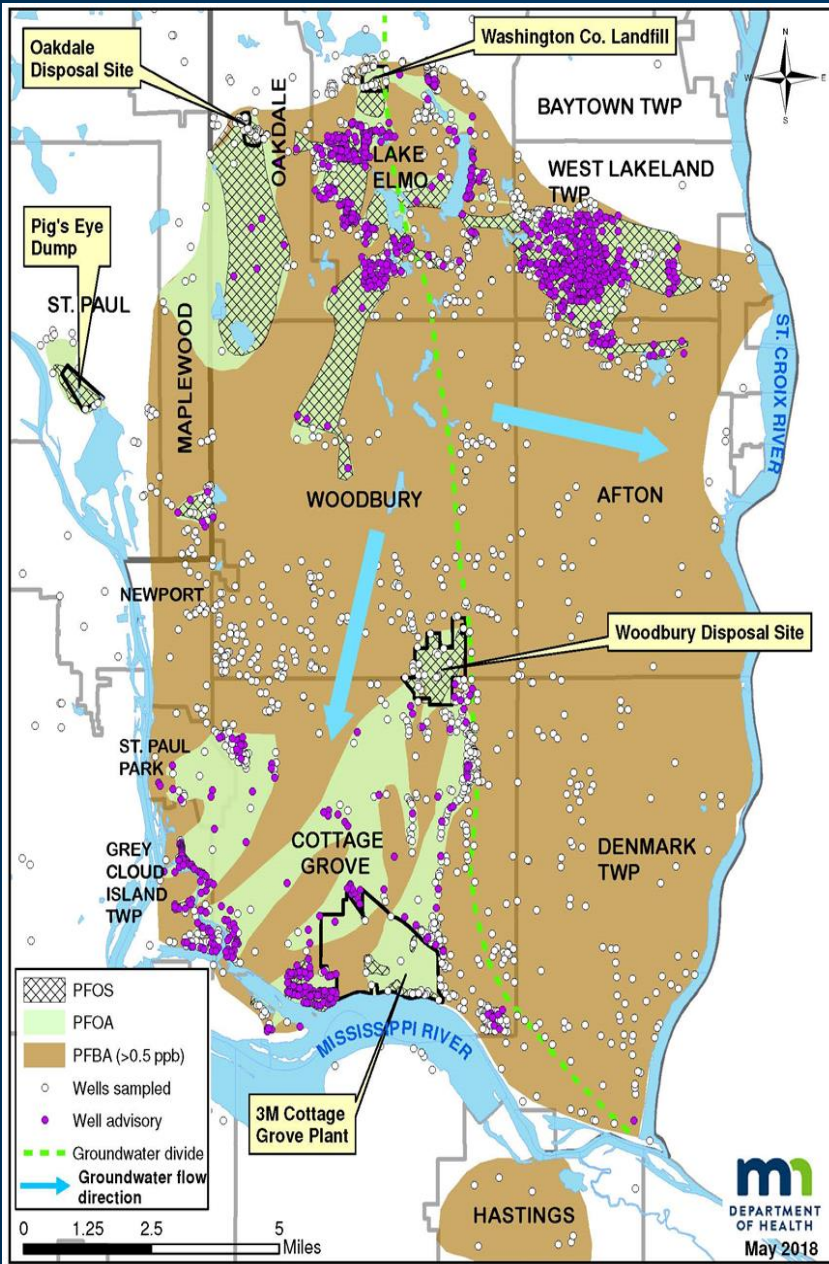 Oakdale
Disposal Site
Washington Co. Landfill
N
W
E
S
OAKDALE
BAYTOWN TWP
LAKE
ELMO
WEST LAKELAND
TWP
Pig's Eye
Dump
ST. PAUL
MAPLEWOOD
ST. CROIX RIVER
WOODBURY
AFTON
NEWPORT
Woodbury Disposal Site
ST. PAUL
PARK
COTTAGE
GROVE
DENMARK
TWP
GREY
CLOUD
ISLAND
TWP
MISSISSIPPI RIVER
3M Cottage
Grove Plant
PFOS
PFOA
PFBA (>0.5 ppb)
Wells sampled
Well advisory
Groundwater divide
Groundwater flow
direction
0 1.25 2.5 5
Miles
HASTINGS
mn
DEPARTMENT
OF HEALTH
May 2018